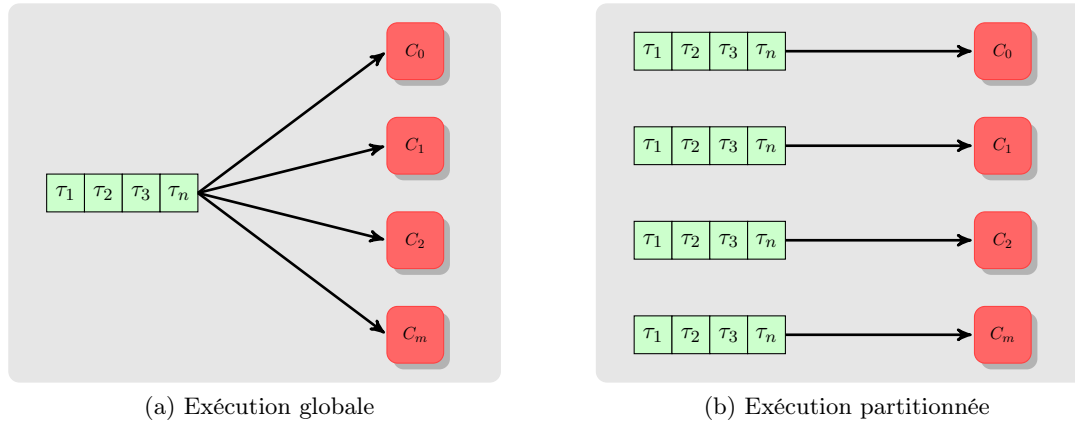 C₀
C₁
τ₁ τ₂ τ₃ τₙ
C₂
Cₘ
(a) Exécution globale
τ₁ τ₂ τ₃ τₙ C₀
τ₁ τ₂ τ₃ τₙ C₁
τ₁ τ₂ τ₃ τₙ C₂
τ₁ τ₂ τ₃ τₙ Cₘ
(b) Exécution partitionnée